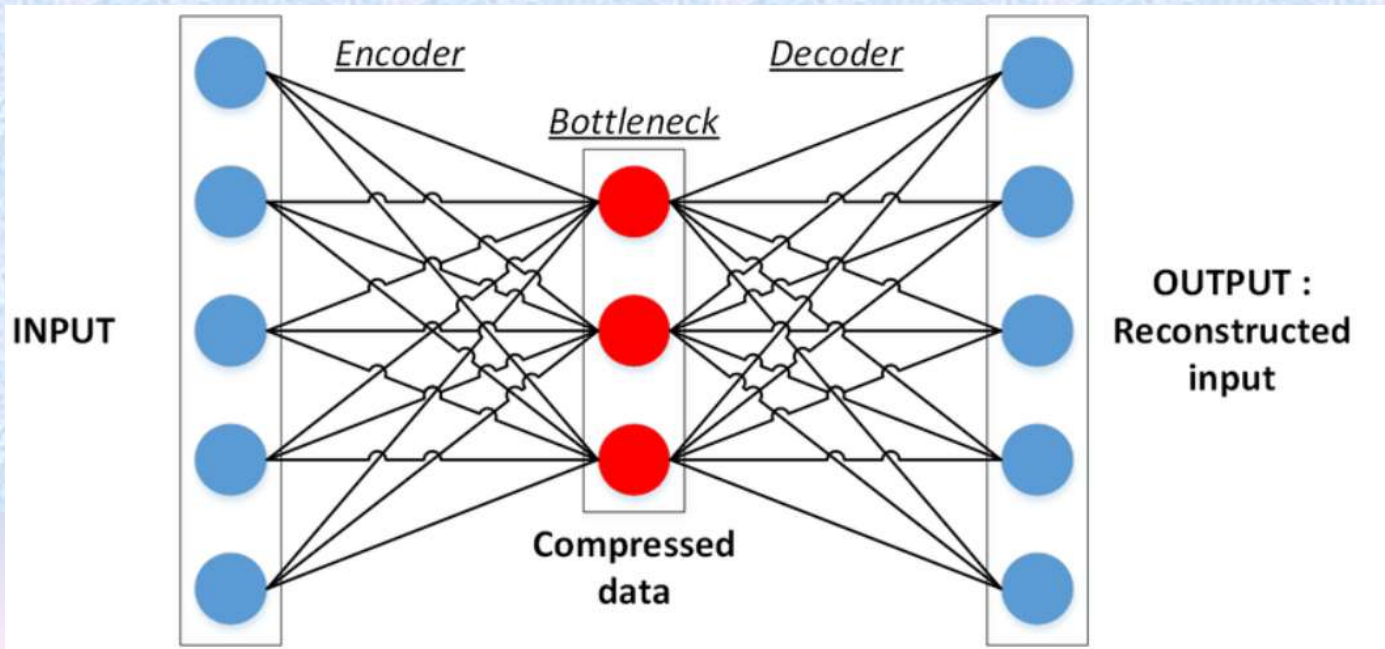 Encoder
Decoder
Bottleneck
INPUT
OUTPUT :
Reconstructed
input
Compressed
data